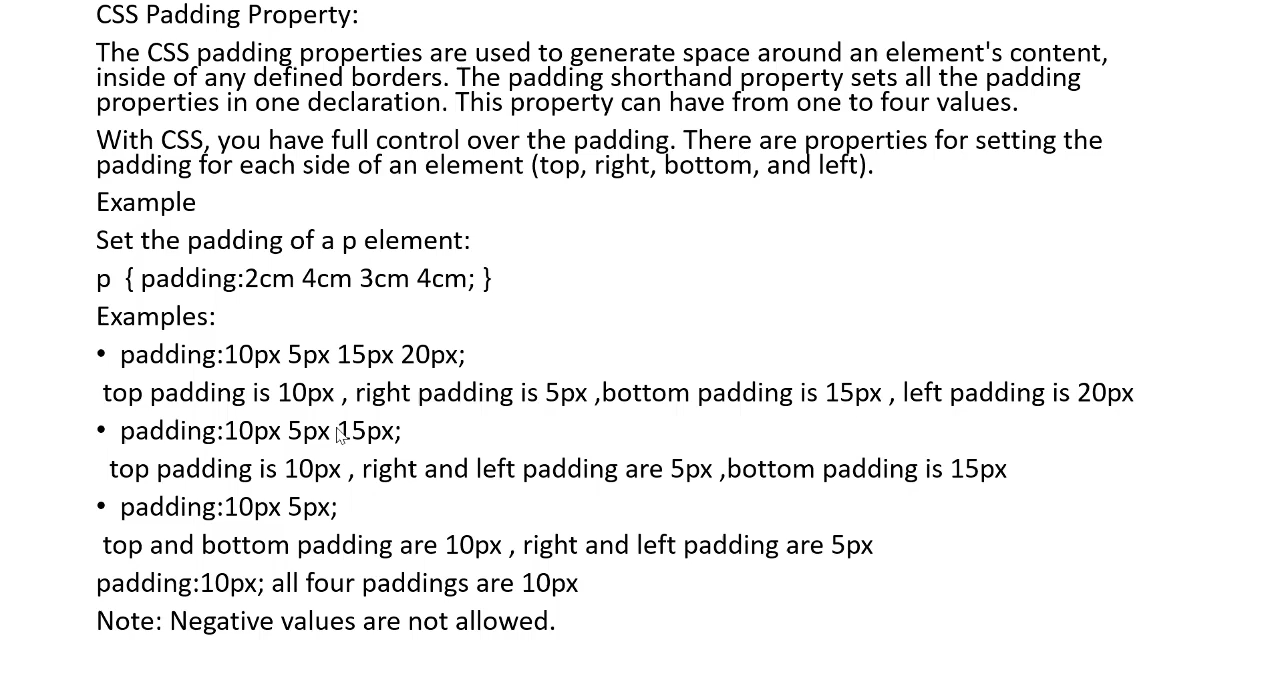 CSS Padding Property:
The CSS padding properties are used to generate space around an element's content,
inside of any defined borders. The padding shorthand property sets all the padding
properties in one declaration. This property can have from one to four values.
With CSS, you have full control over the padding. There are properties for setting the
padding for each side of an element (top, right, bottom, and left).
Example
Set the padding of a p element:
p { padding:2cm 4cm 3cm 4cm; }
Examples:
• padding:10px 5px 15px 20px;
top padding is 10px , right padding is 5px ,bottom padding is 15px , left padding is 20px
• padding:10px 5px 15px;
top padding is 10px , right and left padding are 5px ,bottom padding is 15px
• padding:10px 5px;
top and bottom padding are 10px , right and left padding are 5px
padding:10px; all four paddings are 10px
Note: Negative values are not allowed.